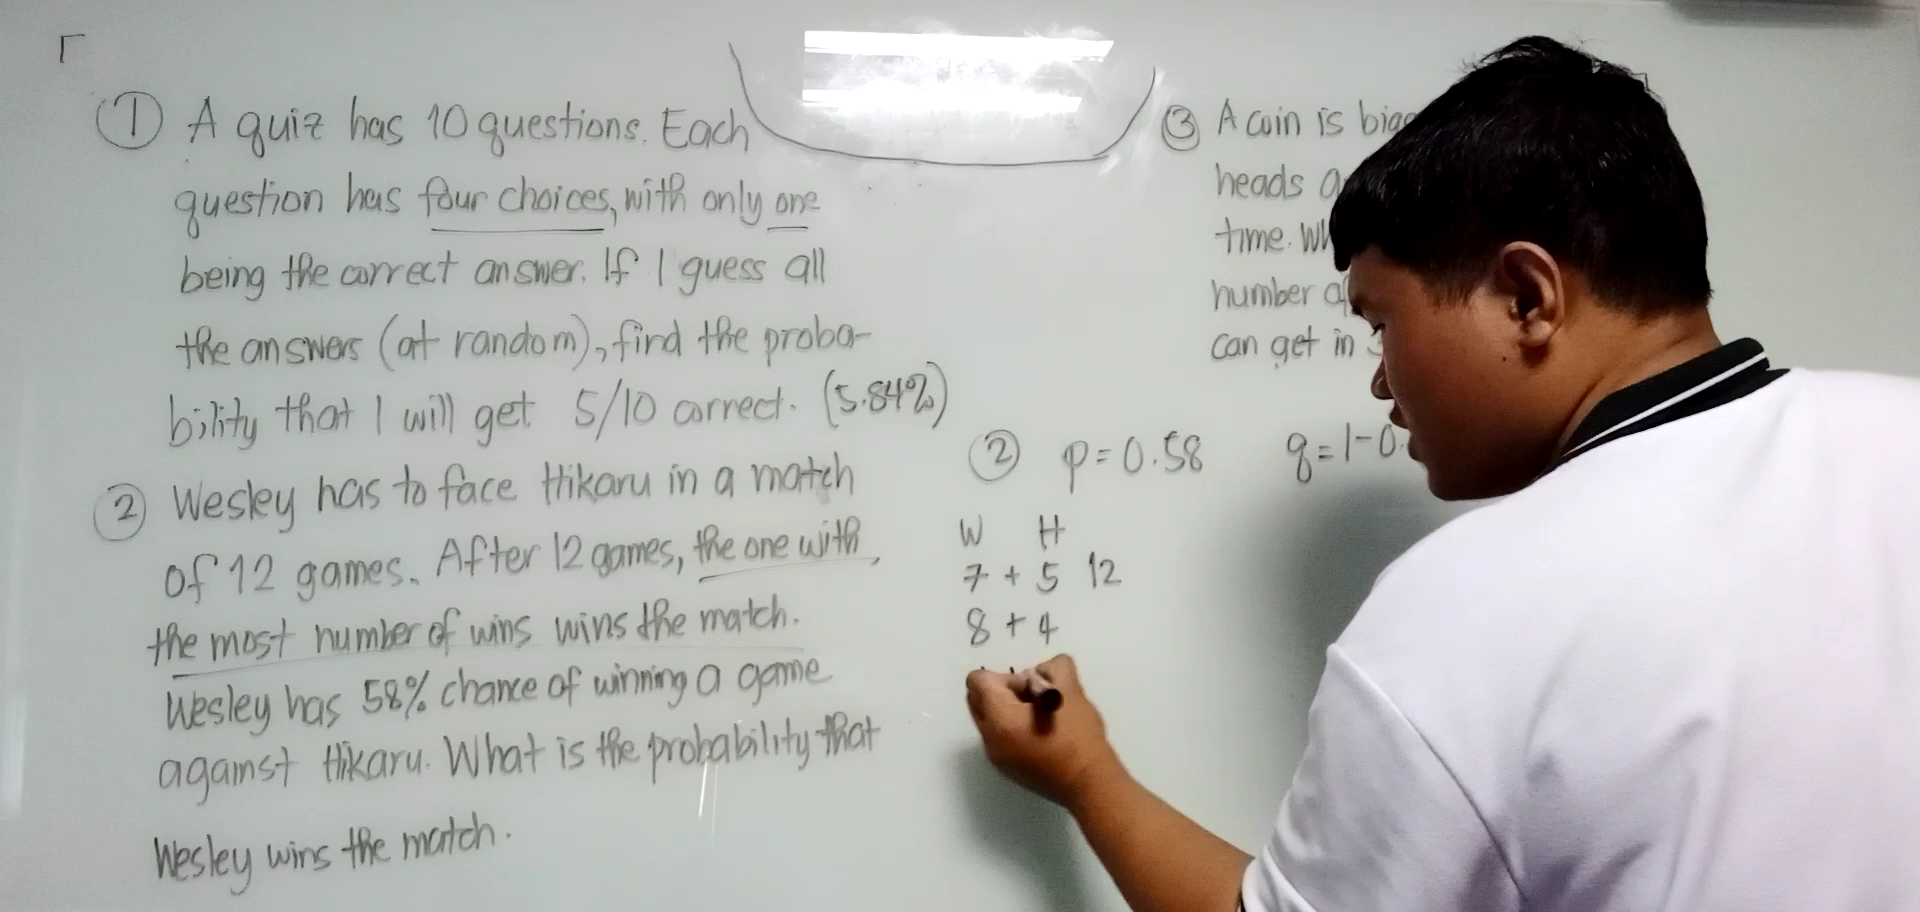 ① A quiz has 10 questions. Each
question has four choices, with only one
being the correct answer. If I guess all
the answers (at random), find the proba-
bility that I will get 5/10 correct. (5.84%)
② Wesley has to face Hikaru in a match
of 12 games. After 12 games, the one with
the most number of wins wins the match.
Wesley has 58% chance of winning a game
against Hikaru. What is the probability that
Wesley wins the match.
③ A coin is
heads
time.
number
can get in
② p=0.58 q=1-0.
W H
7 + 5 12
8 + 4